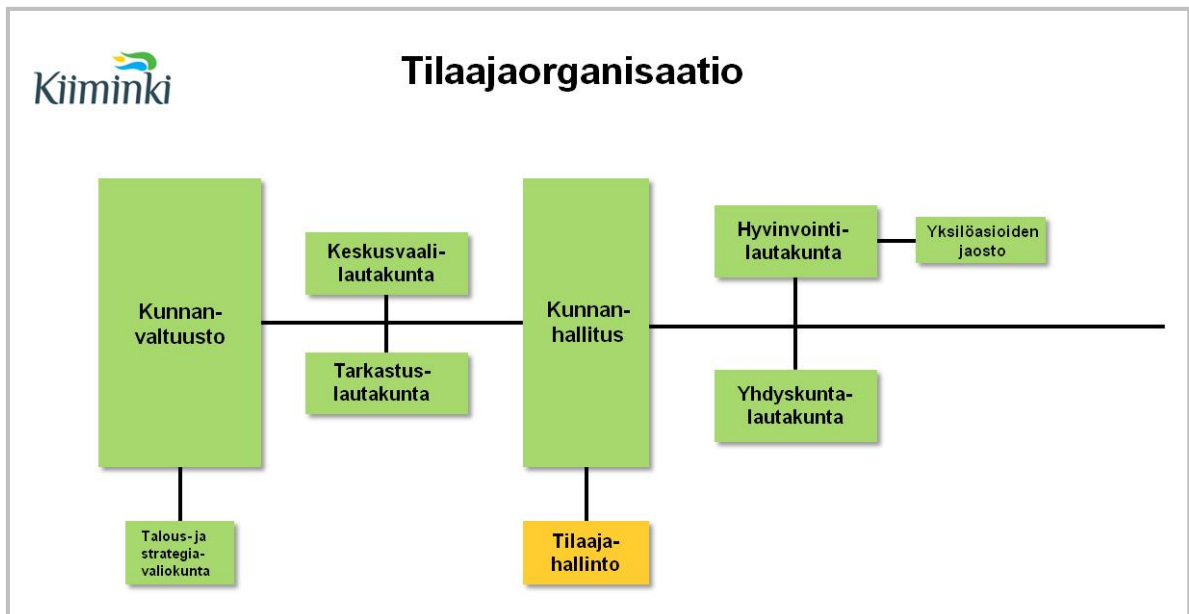 Kiiminki
Tilaajaorganisaatio
Kunnan-
valtuusto
Talous- ja
strategia-
valiokunta
Keskusvaali-
lautakunta
Tarkastus-
lautakunta
Kunnan-
hallitus
Tilaaja-
hallinto
Hyvinvointi-
lautakunta
Yksilöasioiden
jaosto
Yhdyskunta-
lautakunta